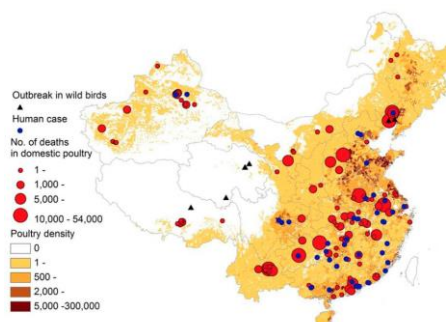 Outbreak in wild birds
Human case
No. of deaths
in domestic poultry
1 -
1,000 -
5,000 -
10,000 - 54,000
Poultry density
0
1 -
500 -
2,000 -
5,000 -300,000